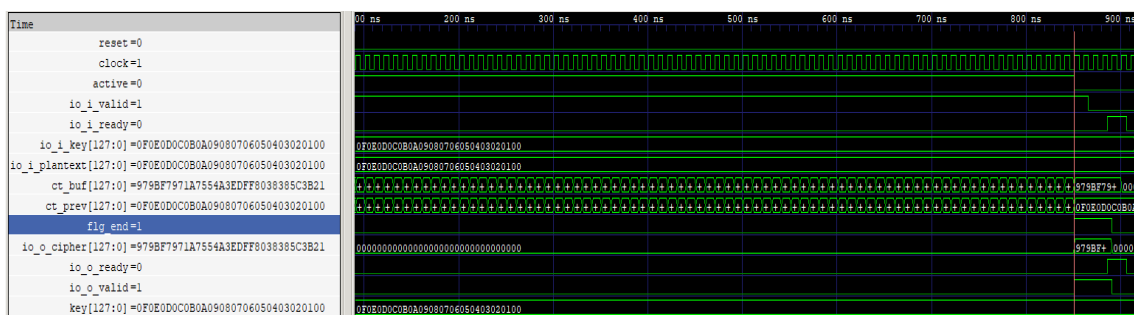 Time
00 ns 200 ns 300 ns 400 ns 500 ns 600 ns 700 ns 800 ns 900 ns
reset=0
clock=1
active=0
io_i_valid=1
io_i_ready=0
io_i_key[127:0]=0F0E0D0C0B0A09080706050403020100 0F0E0D0C0B0A09080706050403020100
io_i_plantext[127:0]=0F0E0D0C0B0A09080706050403020100 0F0E0D0C0B0A09080706050403020100
ct_buf[127:0]=979BF7971A7554A3EDFF8038385C3B21 979BF79+ 000
ct_prev[127:0]=0F0E0D0C0B0A09080706050403020100 0F0E0D0C0B0A
flg_end=1
io_o_cipher[127:0]=979BF7971A7554A3EDFF8038385C3B21 00000000000000000000000000000000 979BF+ 0000
io_o_ready=0
io_o_valid=1
key[127:0]=0F0E0D0C0B0A09080706050403020100 0F0E0D0C0B0A09080706050403020100